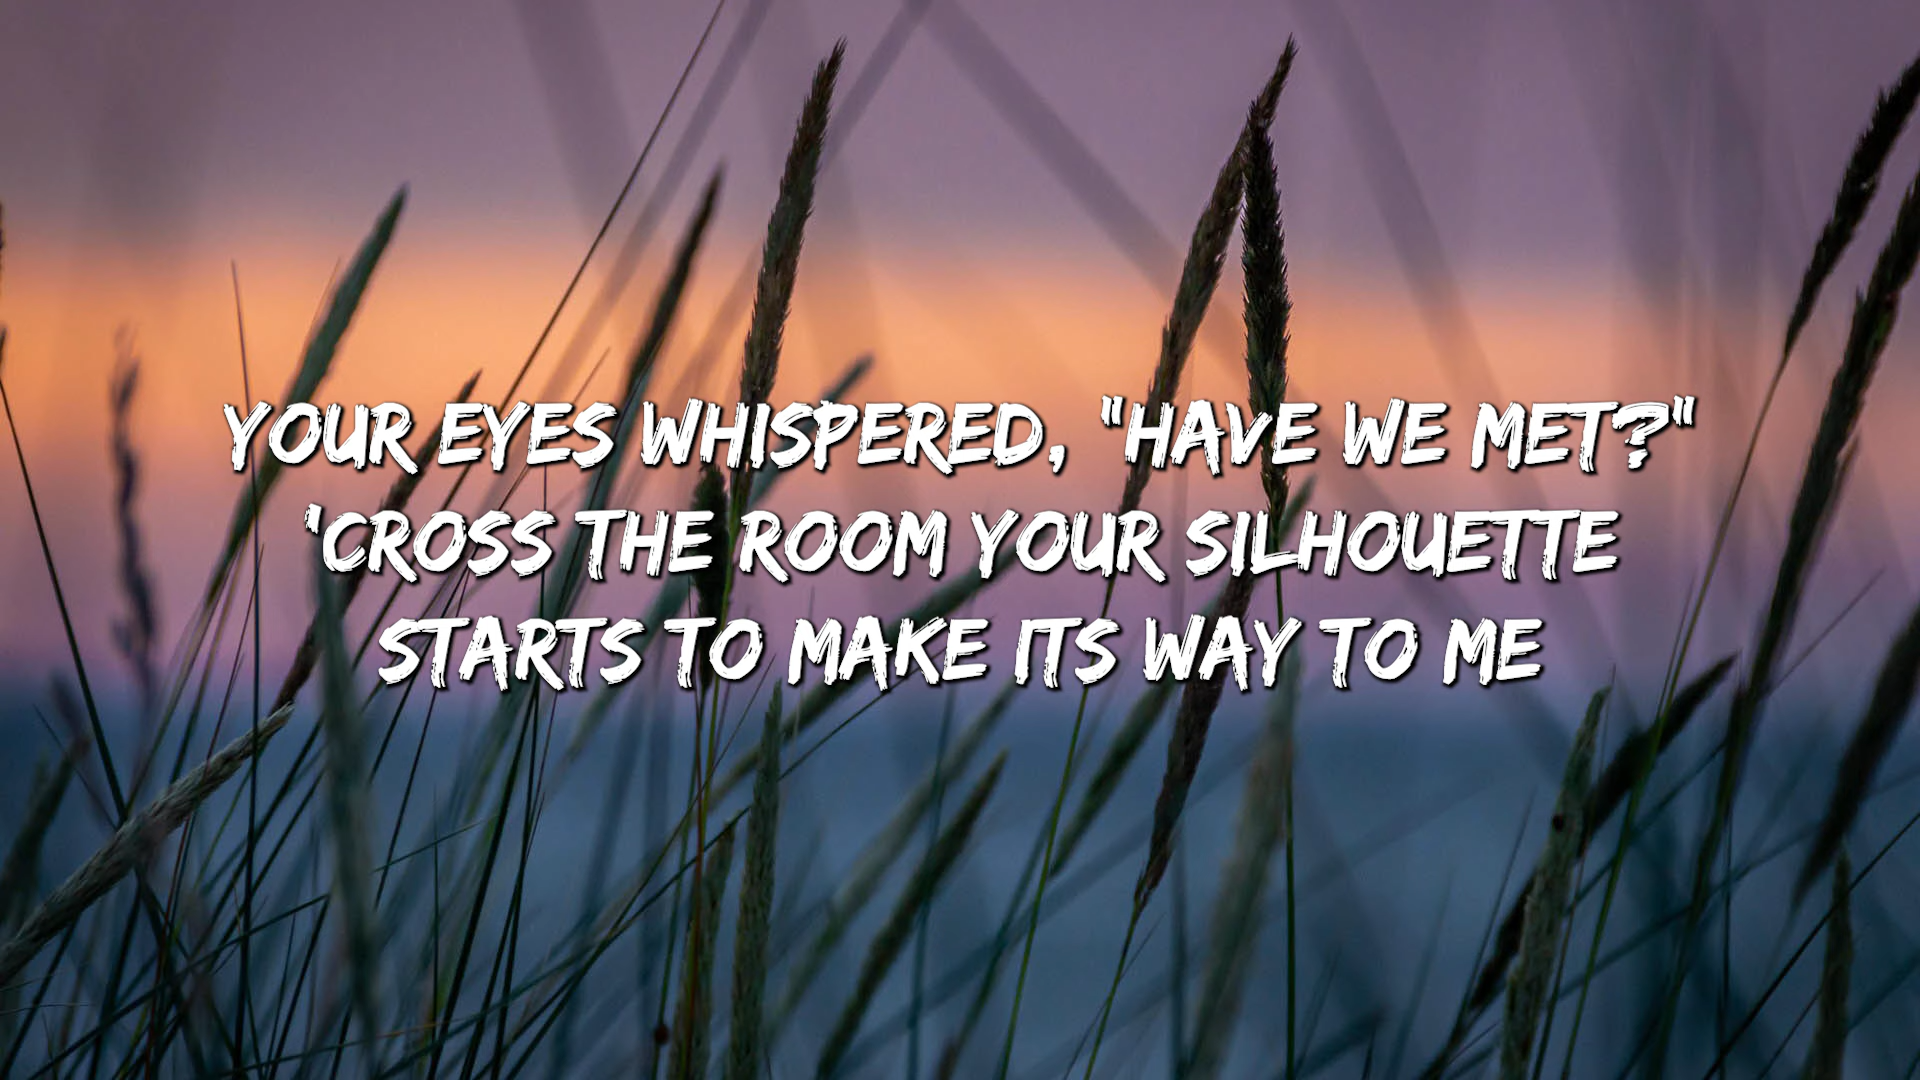 YOUR EYES WHISPERED, "HAVE WE MET?"
'CROSS THE ROOM YOUR SILHOUETTE
STARTS TO MAKE ITS WAY TO ME